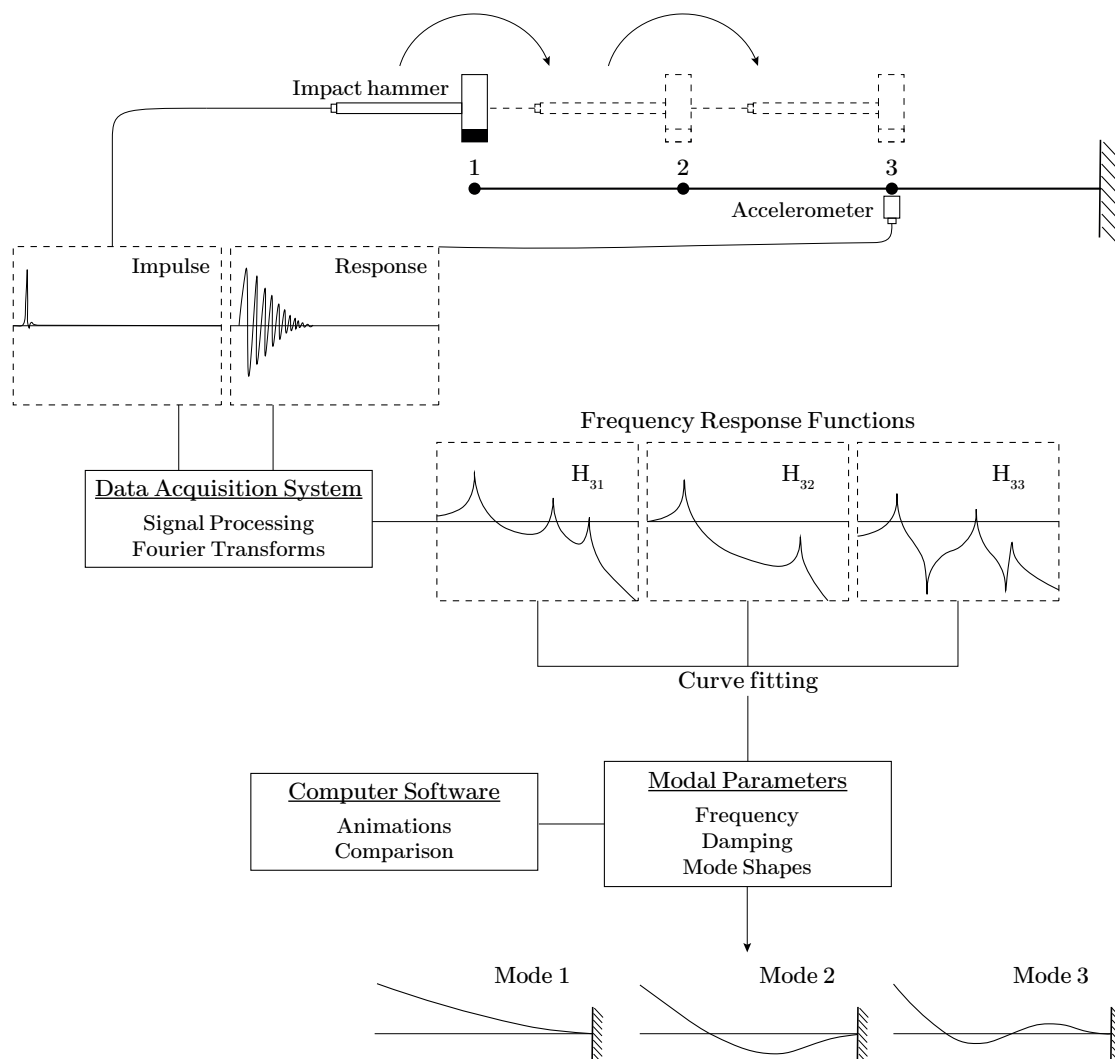 Impact hammer
1
2
3
Accelerometer
Impulse
Response
Frequency Response Functions
H31
H32
H33
Data Acquisition System
Signal Processing
Fourier Transforms
Curve fitting
Computer Software
Animations
Comparison
Modal Parameters
Frequency
Damping
Mode Shapes
Mode 1
Mode 2
Mode 3